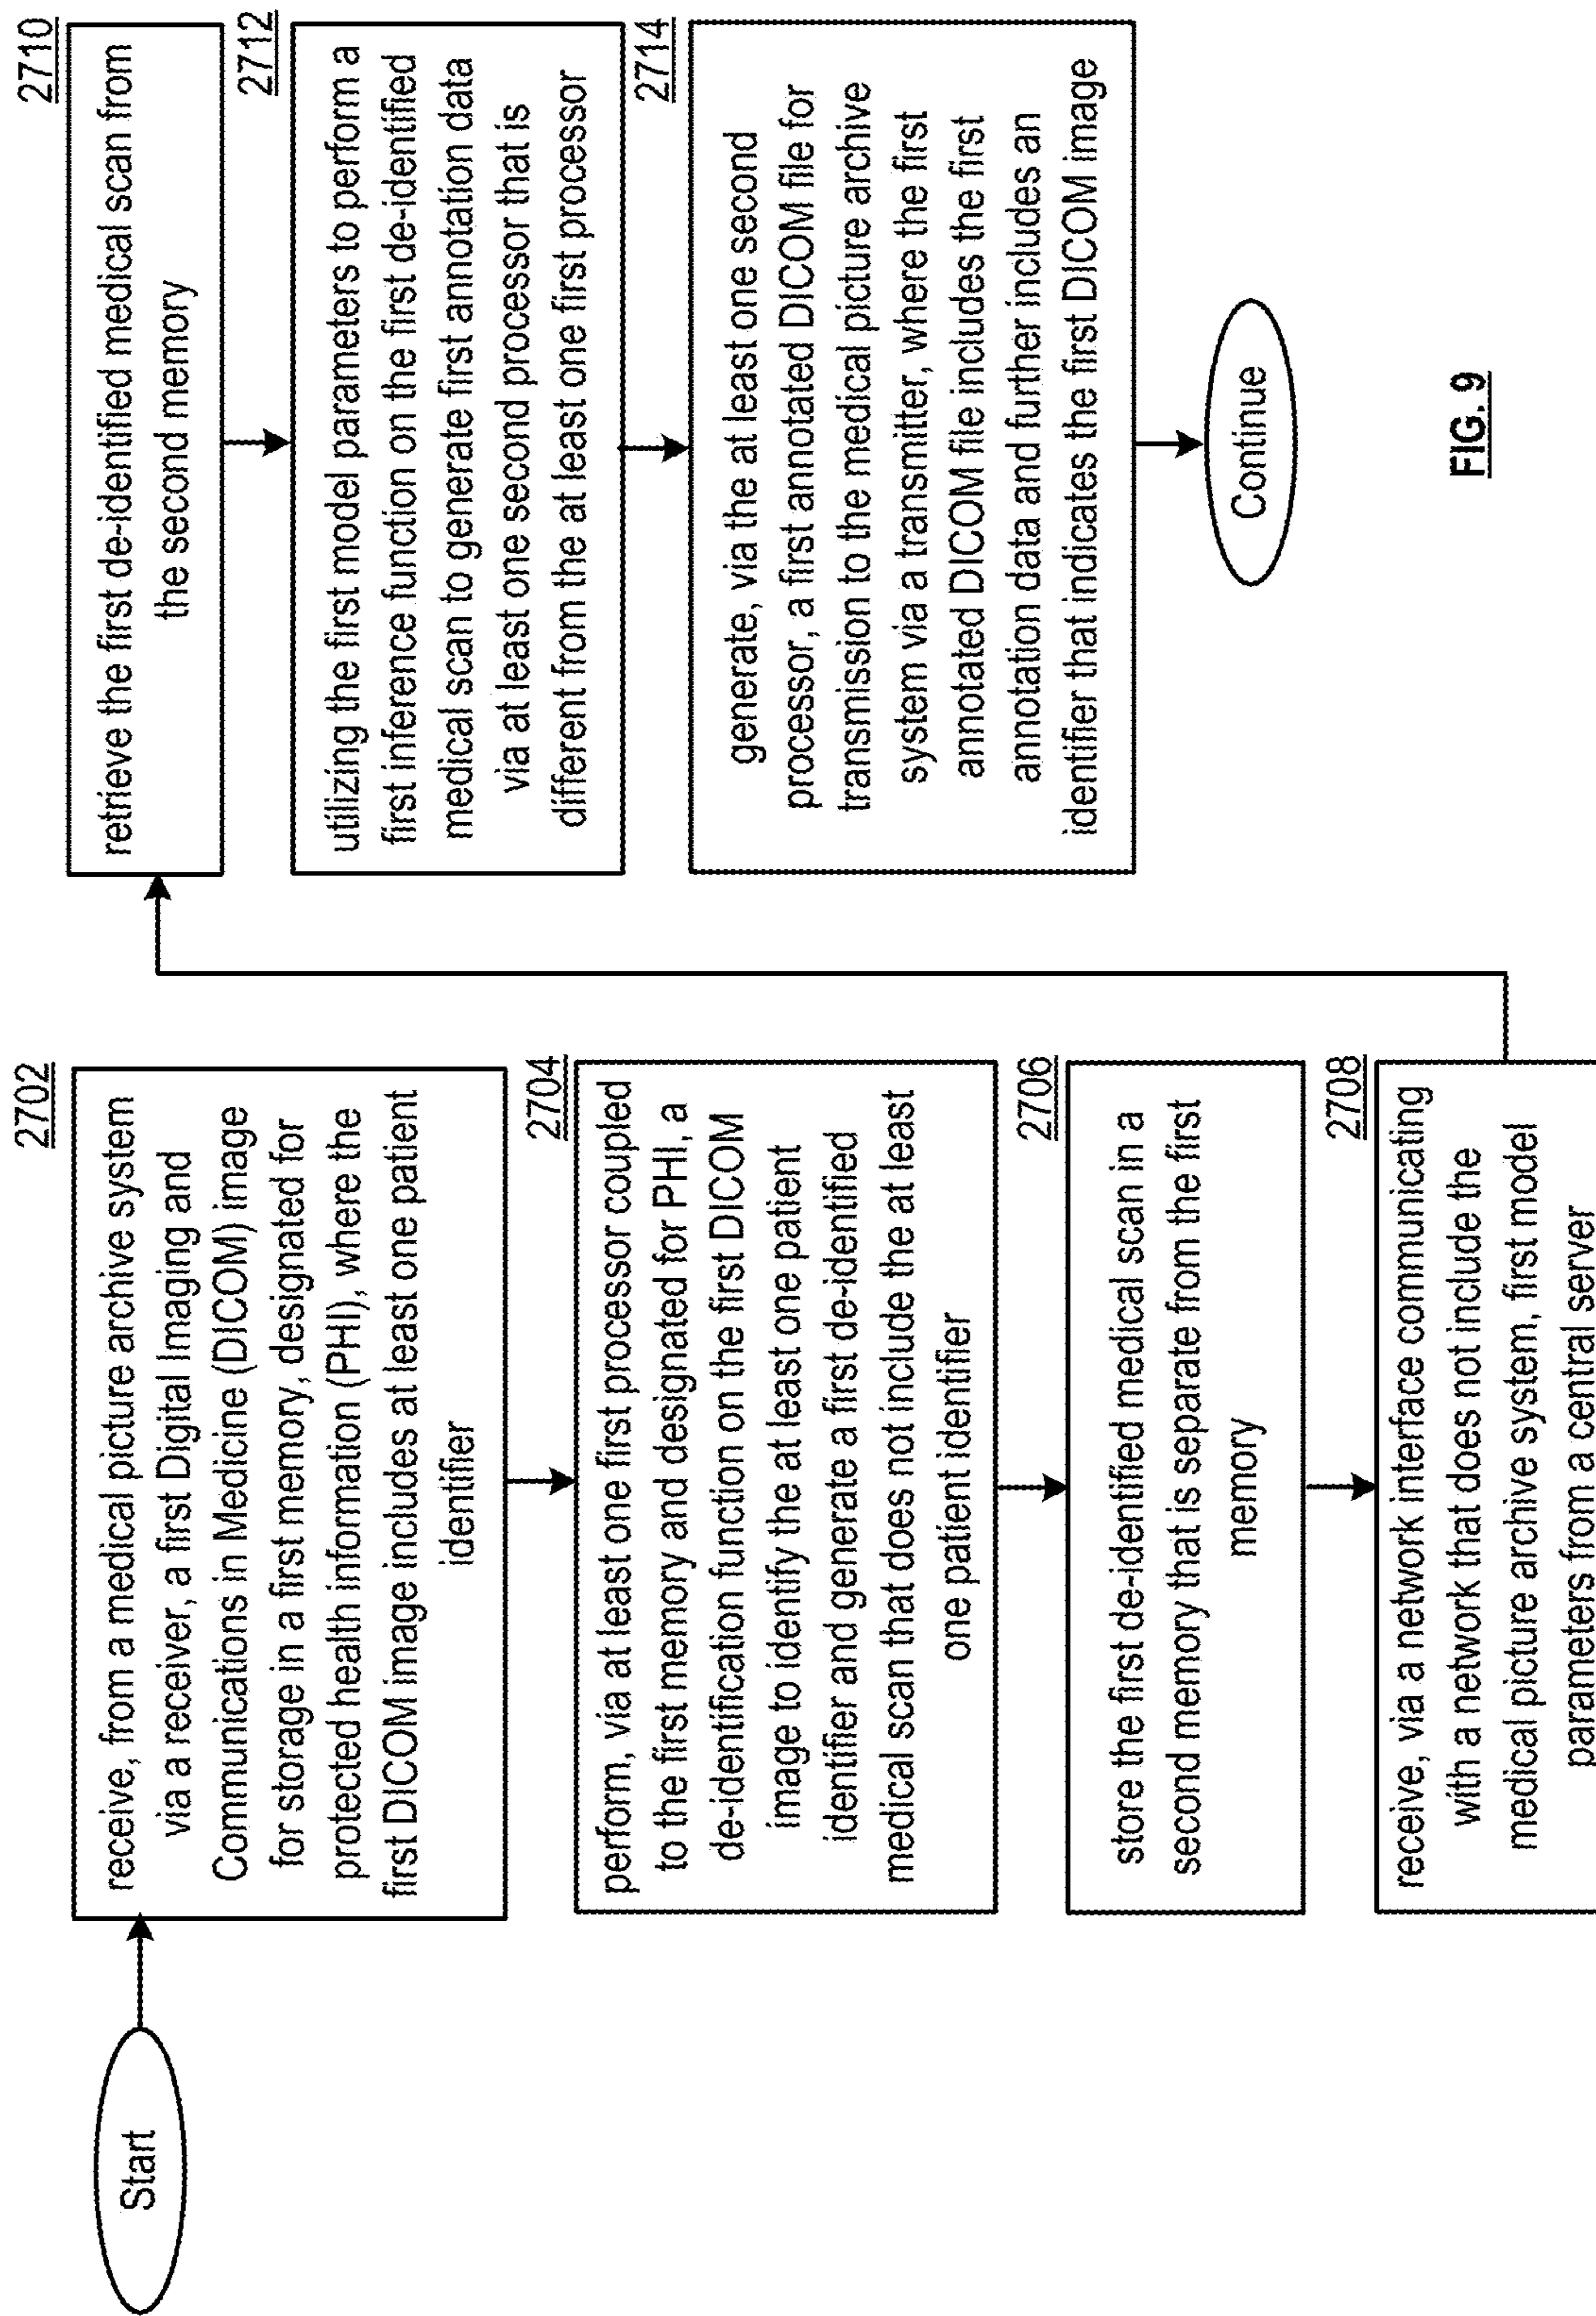 Start
2702
receive, from a medical picture archive system
via a receiver, a first Digital Imaging and
Communications in Medicine (DICOM) image
for storage in a first memory, designated for
protected health information (PHI), where the
first DICOM image includes at least one patient
identifier
2704
perform, via at least one first processor coupled
to the first memory and designated for PHI, a
de-identification function on the first DICOM
image to identify the at least one patient
identifier and generate a first de-identified
medical scan that does not include the at least
one patient identifier
2706
store the first de-identified medical scan in a
second memory that is separate from the first
memory
2708
receive, via a network interface communicating
with a network that does not include the
medical picture archive system, first model
parameters from a central server
2710
retrieve the first de-identified medical scan from
the second memory
2712
utilizing the first model parameters to perform a
first inference function on the first de-identified
medical scan to generate first annotation data
via at least one second processor that is
different from the at least one first processor
2714
generate, via the at least one second
processor, a first annotated DICOM file for
transmission to the medical picture archive
system via a transmitter, where the first
annotated DICOM file includes the first
annotation data and further includes an
identifier that indicates the first DICOM image
Continue
FIG. 9